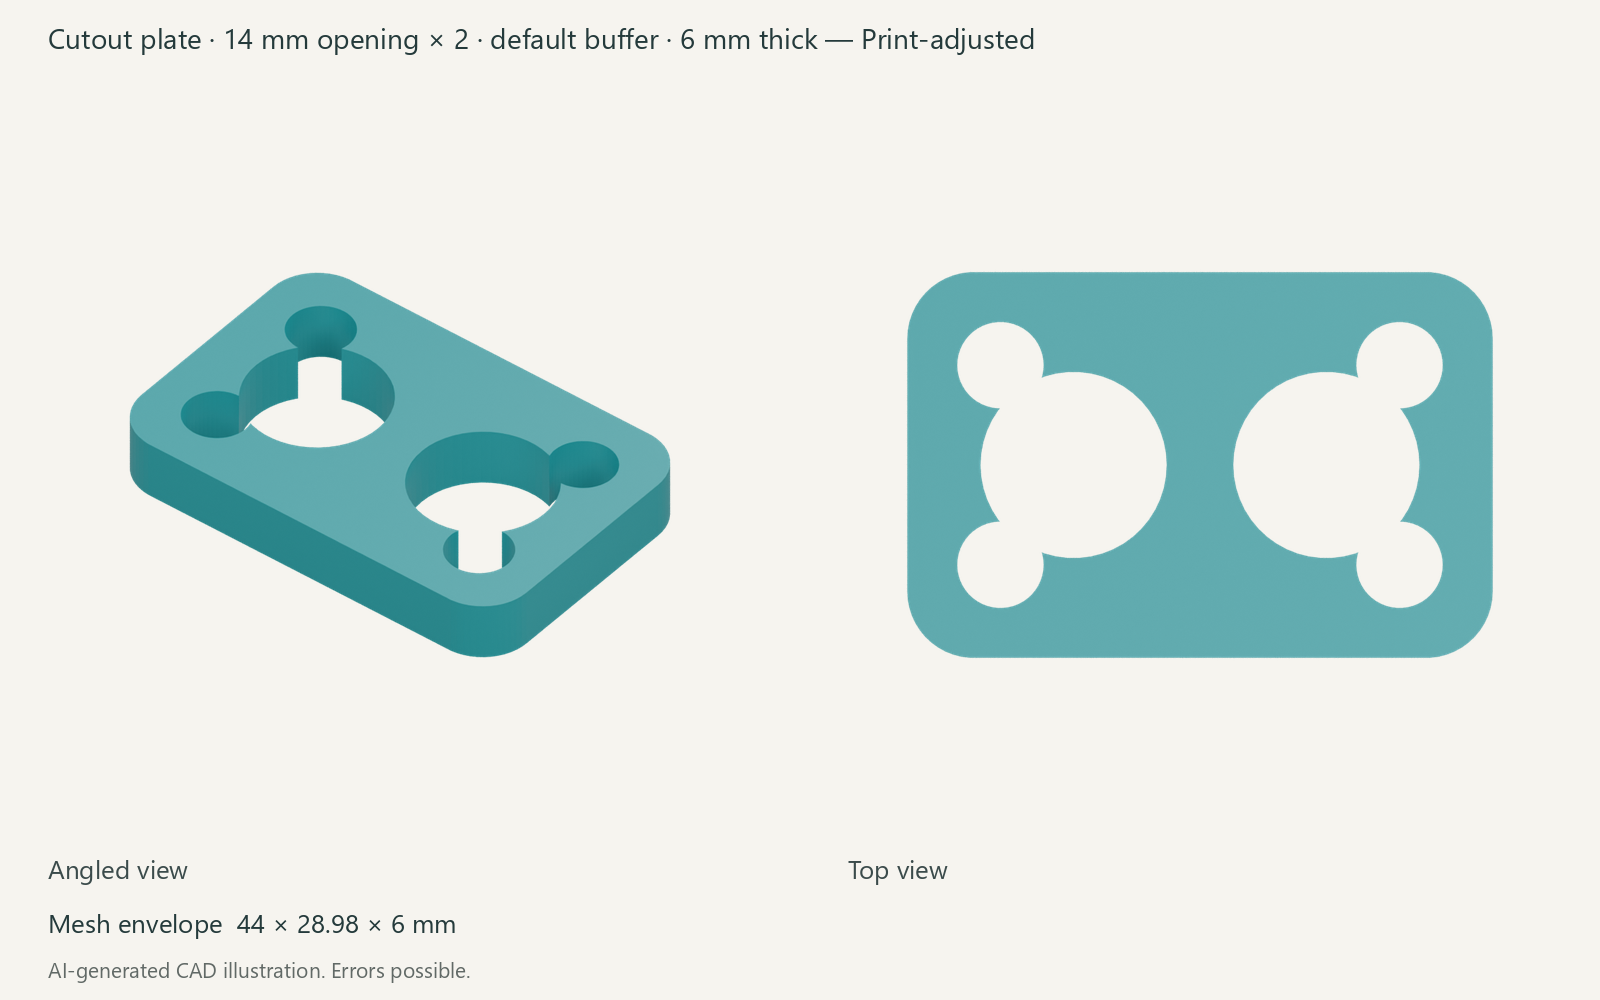 Cutout plate · 14 mm opening × 2 · default buffer · 6 mm thick — Print-adjusted
Angled view
Top view
Mesh envelope 44 × 28.98 × 6 mm
AI-generated CAD illustration. Errors possible.